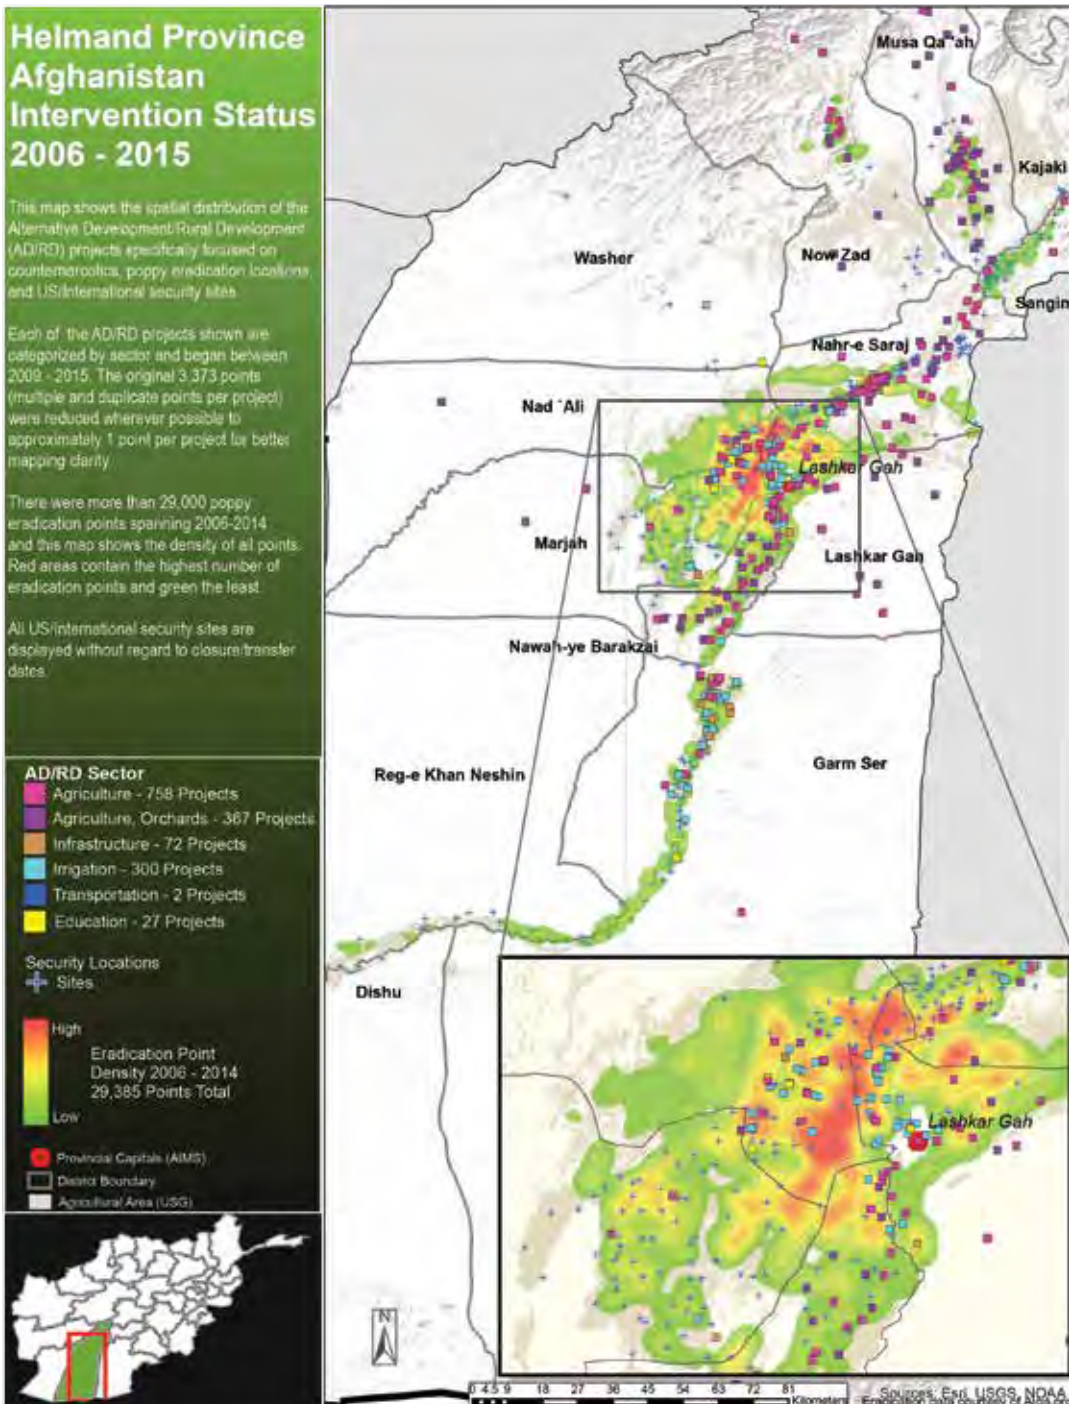 Helmand Province
Afghanistan
Intervention Status
2006 - 2015
This map shows the spatial distribution of the
Alternative Development/Rural Development
(AD/RD) projects specifically focused on
counternarcotics, poppy eradication locations,
and US/International security sites.
Each of the AD/RD projects shown are
categorized by sector and began between
2009 - 2015. The original 3,373 points
(multiple and duplicate points per project)
were reduced wherever possible to
approximately 1 point per project for better
mapping clarity.
There were more than 29,000 poppy
eradication points spanning 2006-2014
and this map shows the density of all points.
Red areas contain the highest number of
eradication points and green the least.
All US/International security sites are
displayed without regard to closure/transfer
dates.
AD/RD Sector
Agriculture - 758 Projects
Agriculture, Orchards - 367 Projects
Infrastructure - 72 Projects
Irrigation - 300 Projects
Transportation - 2 Projects
Education - 27 Projects
Security Locations
Sites
High
Eradication Point
Density 2006 - 2014
29,385 Points Total
Low
Provincial Capitals (AIMS)
District Boundary
Agricultural Area (USG)
Musa Qa`ah
Kajaki
Washer
Now Zad
Sangin
Nahr-e Saraj
Nad `Ali
Lashkar Gah
Marjah
Lashkar Gah
Nawah-ye Barakzai
Reg-e Khan Neshin
Garm Ser
Dishu
Lashkar Gah
N
0 4.5 9 18 27 36 45 54 63 72 81
Kilometers
Sources: Esri, USGS, NOAA
Eradication data courtesy of